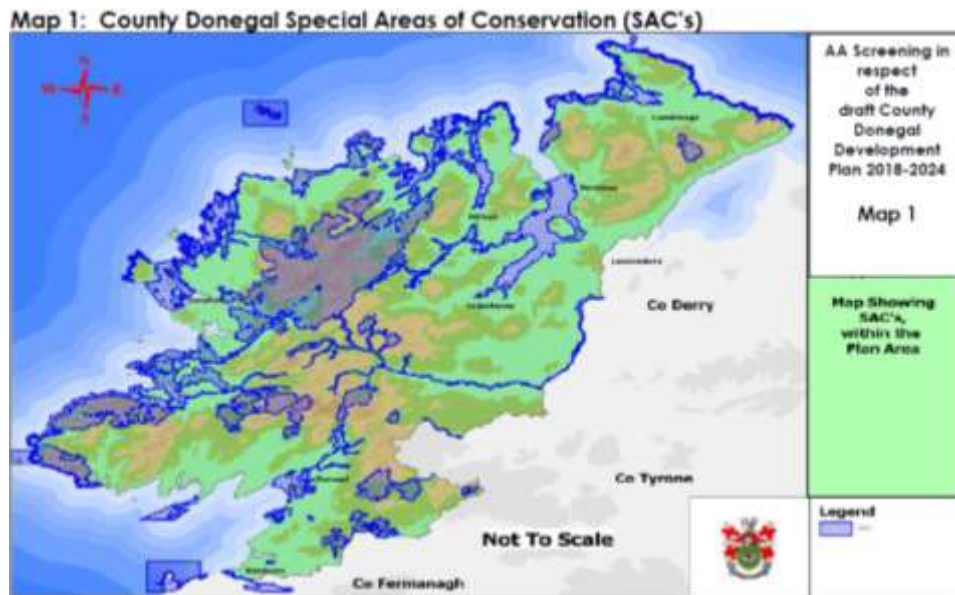 Map 1: County Donegal Special Areas of Conservation (SAC's)
AA Screening in
respect
of the
draft County
Donegal
Development
Plan 2018-2024
Map 1
Map Showing
SAC's,
within the
Plan Area
Co Derry
Co Tyrone
Not To Scale
Co Fermanagh
Legend
N
W
E
S